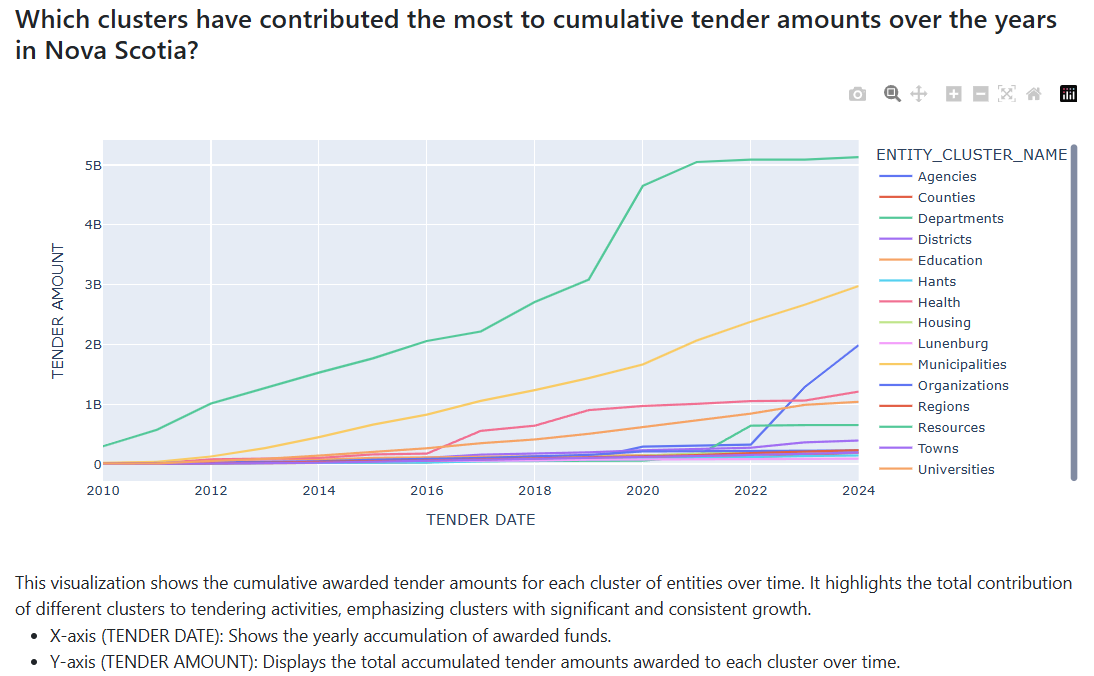 Which clusters have contributed the most to cumulative tender amounts over the years
in Nova Scotia?
ENTITY_CLUSTER_NAME
Agencies
Counties
Departments
Districts
Education
Hants
Health
Housing
Lunenburg
Municipalities
Organizations
Regions
Resources
Towns
Universities
TENDER AMOUNT
5B
4B
3B
2B
1B
0
2010 2012 2014 2016 2018 2020 2022 2024
TENDER DATE
This visualization shows the cumulative awarded tender amounts for each cluster of entities over time. It highlights the total contribution
of different clusters to tendering activities, emphasizing clusters with significant and consistent growth.
• X-axis (TENDER DATE): Shows the yearly accumulation of awarded funds.
• Y-axis (TENDER AMOUNT): Displays the total accumulated tender amounts awarded to each cluster over time.